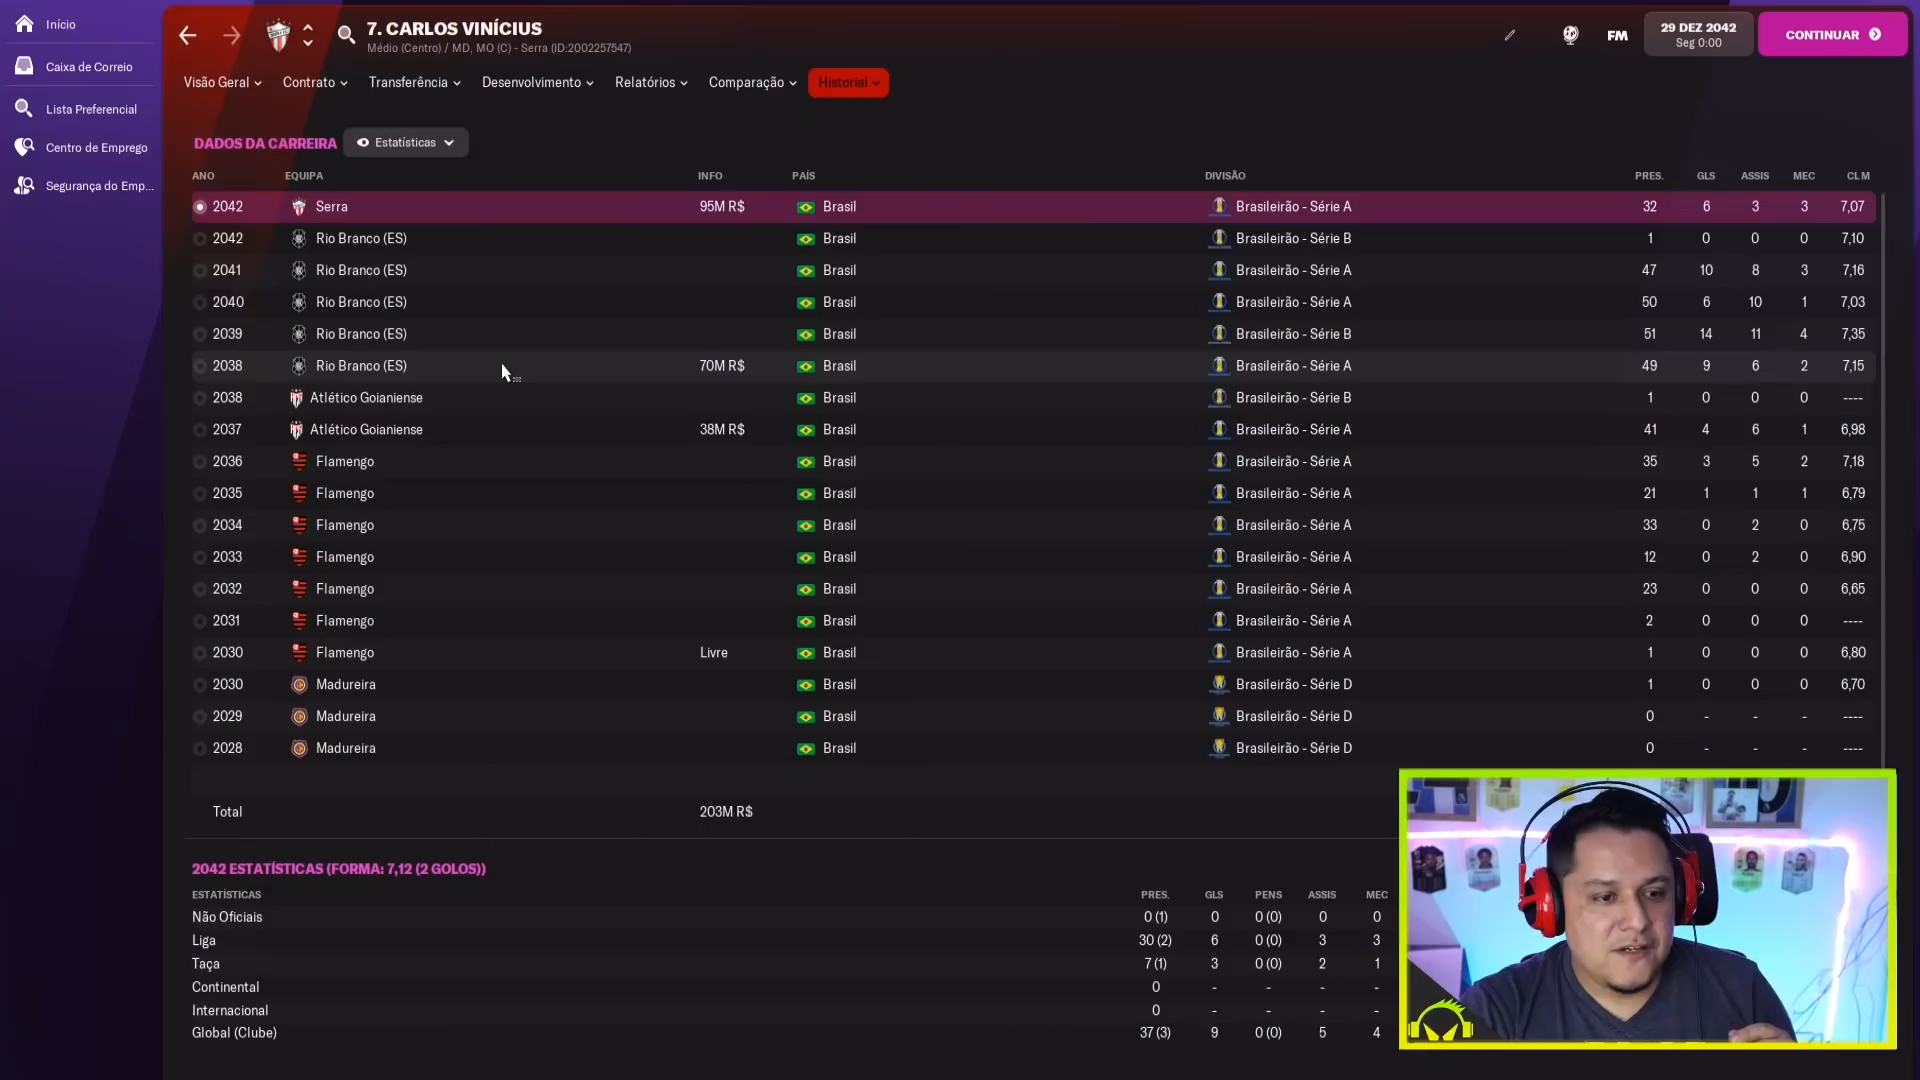 Início
Caixa de Correio
Lista Preferencial
Centro de Emprego
Segurança do Emp...
7. CARLOS VINÍCIUS
Médio (Centro) / MD, MO (C) - Serra (ID:2002257547)
FM
29 DEZ 2042
Seg 0:00
CONTINUAR
Visão Geral Contrato Transferência Desenvolvimento Relatórios Comparação Historial
DADOS DA CARREIRA Estatísticas
ANO EQUIPA INFO PAÍS DIVISÃO PRES. GLS ASSIS MEC CL M
2042 Serra 95M R$ Brasil Brasileirão - Série A 32 6 3 3 7,07
2042 Rio Branco (ES) Brasil Brasileirão - Série B 1 0 0 0 7,10
2041 Rio Branco (ES) Brasil Brasileirão - Série A 47 10 8 3 7,16
2040 Rio Branco (ES) Brasil Brasileirão - Série A 50 6 10 1 7,03
2039 Rio Branco (ES) Brasil Brasileirão - Série B 51 14 11 4 7,35
2038 Rio Branco (ES) 70M R$ Brasil Brasileirão - Série A 49 9 6 2 7,15
2038 Atlético Goianiense Brasil Brasileirão - Série B 1 0 0 0 ----
2037 Atlético Goianiense 38M R$ Brasil Brasileirão - Série A 41 4 6 1 6,98
2036 Flamengo Brasil Brasileirão - Série A 35 3 5 2 7,18
2035 Flamengo Brasil Brasileirão - Série A 21 1 1 1 6,79
2034 Flamengo Brasil Brasileirão - Série A 33 0 2 0 6,75
2033 Flamengo Brasil Brasileirão - Série A 12 0 2 0 6,90
2032 Flamengo Brasil Brasileirão - Série A 23 0 0 0 6,65
2031 Flamengo Brasil Brasileirão - Série A 2 0 0 0 ----
2030 Flamengo Livre Brasil Brasileirão - Série A 1 0 0 0 6,80
2030 Madureira Brasil Brasileirão - Série D 1 0 0 0 6,70
2029 Madureira Brasil Brasileirão - Série D 0 - - - ----
2028 Madureira Brasil Brasileirão - Série D 0 - - - ----
Total 203M R$
2042 ESTATÍSTICAS (FORMA: 7,12 (2 GOLOS))
ESTATÍSTICAS PRES. GLS PENS ASSIS MEC
Não Oficiais 0 (1) 0 0 (0) 0 0
Liga 30 (2) 6 0 (0) 3 3
Taça 7 (1) 3 0 (0) 2 1
Continental 0 - - - -
Internacional 0 - - - -
Global (Clube) 37 (3) 9 0 (0) 5 4